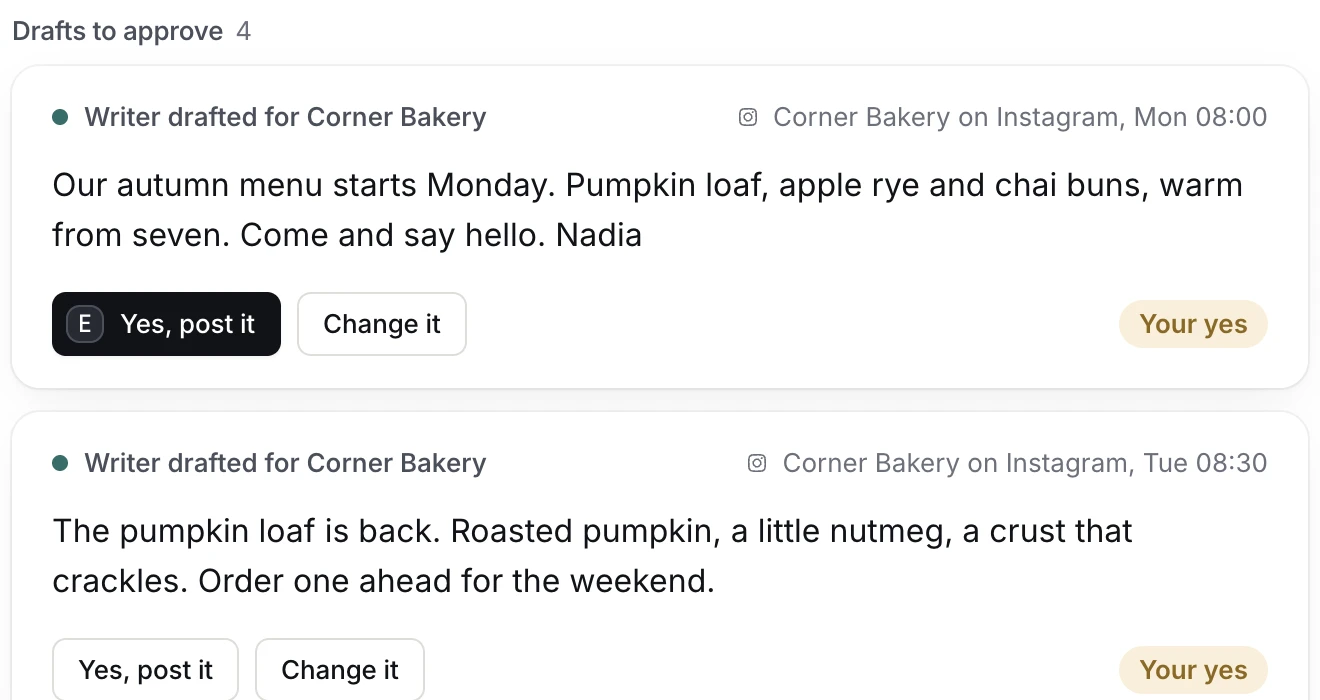 Drafts to approve 4
Writer drafted for Corner Bakery
Corner Bakery on Instagram, Mon 08:00
Our autumn menu starts Monday. Pumpkin loaf, apple rye and chai buns, warm
from seven. Come and say hello. Nadia
E Yes, post it
Change it
Your yes
Writer drafted for Corner Bakery
Corner Bakery on Instagram, Tue 08:30
The pumpkin loaf is back. Roasted pumpkin, a little nutmeg, a crust that
crackles. Order one ahead for the weekend.
Yes, post it
Change it
Your yes